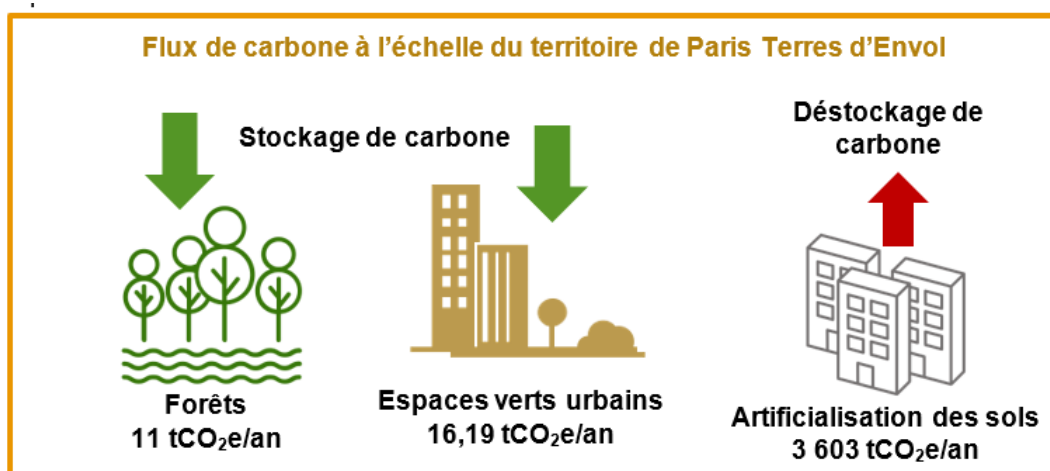 Flux de carbone à l'échelle du territoire de Paris Terres d'Envol
Stockage de carbone
Déstockage de
carbone
Forêts
11 tCO₂e/an
Espaces verts urbains
16,19 tCO₂e/an
Artificialisation des sols
3 603 tCO₂e/an